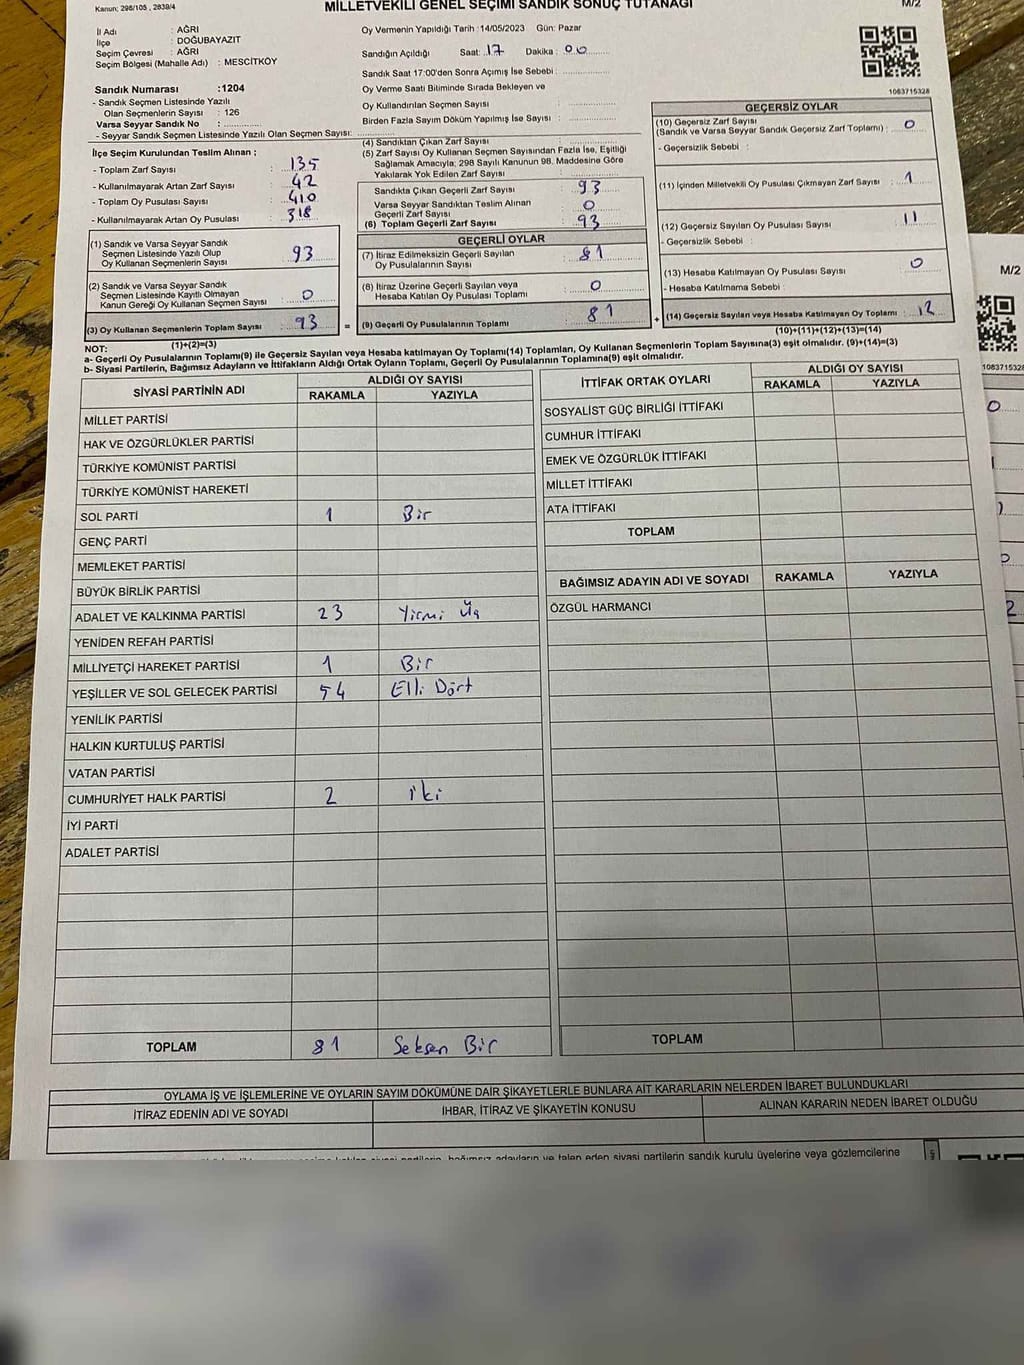 Kanun: 298/105 , 2839/4
MİLLETVEKİLİ GENEL SEÇİMİ SANDIK SONUÇ TUTANAĞI
M/2
İl Adı : AĞRI
İlçe : DOĞUBAYAZIT
Seçim Çevresi : AĞRI
Seçim Bölgesi (Mahalle Adı) : MESCİTKÖY
Sandık Numarası :1204
- Sandık Seçmen Listesinde Yazılı
Olan Seçmenlerin Sayısı : 126
Varsa Seyyar Sandık No :
- Seyyar Sandık Seçmen Listesinde Yazılı Olan Seçmen Sayısı:
Oy Vermenin Yapıldığı Tarih :14/05/2023 Gün: Pazar
Sandığın Açıldığı Saat: 17 Dakika : 00
Sandık Saat 17:00'den Sonra Açımış İse Sebebi :
Oy Verme Saati Bitiminde Sırada Bekleyen ve
Oy Kullandırılan Seçmen Sayısı :
Birden Fazla Sayım Döküm Yapılmış İse Sayısı :
1083715328
İlçe Seçim Kurulundan Teslim Alınan :
- Toplam Zarf Sayısı : 135
- Kullanılmayarak Artan Zarf Sayısı : 42
- Toplam Oy Pusulası Sayısı : 410
- Kullanılmayarak Artan Oy Pusulası : 318
(1) Sandık ve Varsa Seyyar Sandık
Seçmen Listesinde Yazılı Olup
Oy Kullanan Seçmenlerin Sayısı : 93
(2) Sandık ve Varsa Seyyar Sandık
Seçmen Listesinde Kayıtlı Olmayan
Kanun Gereği Oy Kullanan Seçmen Sayısı : 0
(3) Oy Kullanan Seçmenlerin Toplam Sayısı : 93
(1)+(2)=(3)
(4) Sandıktan Çıkan Zarf Sayısı :
(5) Zarf Sayısı Oy Kullanan Seçmen Sayısından Fazla İse, Eşitliği
Sağlamak Amacıyla; 298 Sayılı Kanunun 98. Maddesine Göre
Yakılarak Yok Edilen Zarf Sayısı :
Sandıkta Çıkan Geçerli Zarf Sayısı : 93
Varsa Seyyar Sandıktan Teslim Alınan
Geçerli Zarf Sayısı : 0
(6) Toplam Geçerli Zarf Sayısı : 93
GEÇERLİ OYLAR
(7) İtiraz Edilmeksizin Geçerli Sayılan
Oy Pusulalarının Sayısı : 81
(8) İtiraz Üzerine Geçerli Sayılan veya
Hesaba Katılan Oy Pusulası Toplamı : 0
=
(9) Geçerli Oy Pusulalarının Toplamı : 81
+
GEÇERSİZ OYLAR
(10) Geçersiz Zarf Sayısı
(Sandık ve Varsa Seyyar Sandık Geçersiz Zarf Toplamı) : 0
- Geçersizlik Sebebi :
(11) İçinden Milletvekili Oy Pusulası Çıkmayan Zarf Sayısı : 1
(12) Geçersiz Sayılan Oy Pusulası Sayısı : 11
- Geçersizlik Sebebi :
(13) Hesaba Katılmayan Oy Pusulası Sayısı : 0
- Hesaba Katılmama Sebebi :
(14) Geçersiz Sayılan veya Hesaba Katılmayan Oy Toplamı : 12
(10)+(11)+(12)+(13)=(14)
NOT:
a- Geçerli Oy Pusulalarının Toplamı(9) ile Geçersiz Sayılan veya Hesaba katılmayan Oy Toplamı(14) Toplamları, Oy Kullanan Seçmenlerin Toplam Sayısına(3) eşit olmalıdır. (9)+(14)=(3)
b- Siyasi Partilerin, Bağımsız Adayların ve İttifakların Aldığı Ortak Oyların Toplamı, Geçerli Oy Pusulalarının Toplamına(9) eşit olmalıdır.
SİYASİ PARTİNİN ADI
ALDIĞI OY SAYISI
RAKAMLA YAZIYLA
MİLLET PARTİSİ
HAK VE ÖZGÜRLÜKLER PARTİSİ
TÜRKİYE KOMÜNİST PARTİSİ
TÜRKİYE KOMÜNİST HAREKETİ
SOL PARTİ 1 Bir
GENÇ PARTİ
MEMLEKET PARTİSİ
BÜYÜK BİRLİK PARTİSİ
ADALET VE KALKINMA PARTİSİ 23 Yirmi Üç
YENİDEN REFAH PARTİSİ
MİLLİYETÇİ HAREKET PARTİSİ 1 Bir
YEŞİLLER VE SOL GELECEK PARTİSİ 54 Elli Dört
YENİLİK PARTİSİ
HALKIN KURTULUŞ PARTİSİ
VATAN PARTİSİ
CUMHURİYET HALK PARTİSİ 2 iki
İYİ PARTİ
ADALET PARTİSİ
TOPLAM 81 Seksen Bir
İTTİFAK ORTAK OYLARI
ALDIĞI OY SAYISI
RAKAMLA YAZIYLA
SOSYALİST GÜÇ BİRLİĞİ İTTİFAKI
CUMHUR İTTİFAKI
EMEK VE ÖZGÜRLÜK İTTİFAKI
MİLLET İTTİFAKI
ATA İTTİFAKI
TOPLAM
BAĞIMSIZ ADAYIN ADI VE SOYADI RAKAMLA YAZIYLA
ÖZGÜL HARMANCI
TOPLAM
OYLAMA İŞ VE İŞLEMLERİNE VE OYLARIN SAYIM DÖKÜMÜNE DAİR ŞİKAYETLERLE BUNLARA AİT KARARLARIN NELERDEN İBARET BULUNDUKLARI
İTİRAZ EDENİN ADI VE SOYADI
İHBAR, İTİRAZ VE ŞİKAYETİN KONUSU
ALINAN KARARIN NEDEN İBARET OLDUĞU
siyasi partilerin, bağımsız adayların ve talep eden siyasi partilerin sandık kurulu üyelerine veya gözlemcilerine
M/2
1083715328
0
0
2